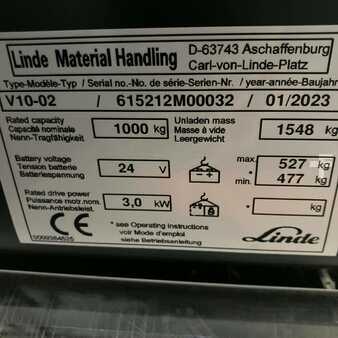 Linde Material Handling D-63743 Aschaffenburg
Carl-von-Linde-Platz
Type-Modèle-Typ / Serial no.-No. de série-Serien-Nr. / year-année-Baujahr
V10-02 / 615212M00032 / 01/2023
Rated capacity
Capacité nominale
Nenn-Tragfähigkeit
1000 kg
Unladen mass
Masse à vide
Leergewicht
1548 kg
Battery voltage
Tension batterie
Batteriespannung
24 V
max. 527 kg
*
min. 477 kg
Rated drive power
Puissance motr.nom.
Nenn-Antriebsleist.
3,0 kW
* kg
CE
* see Operating instructions
voir Mode d'emploi
siehe Betriebsanleitung
Linde